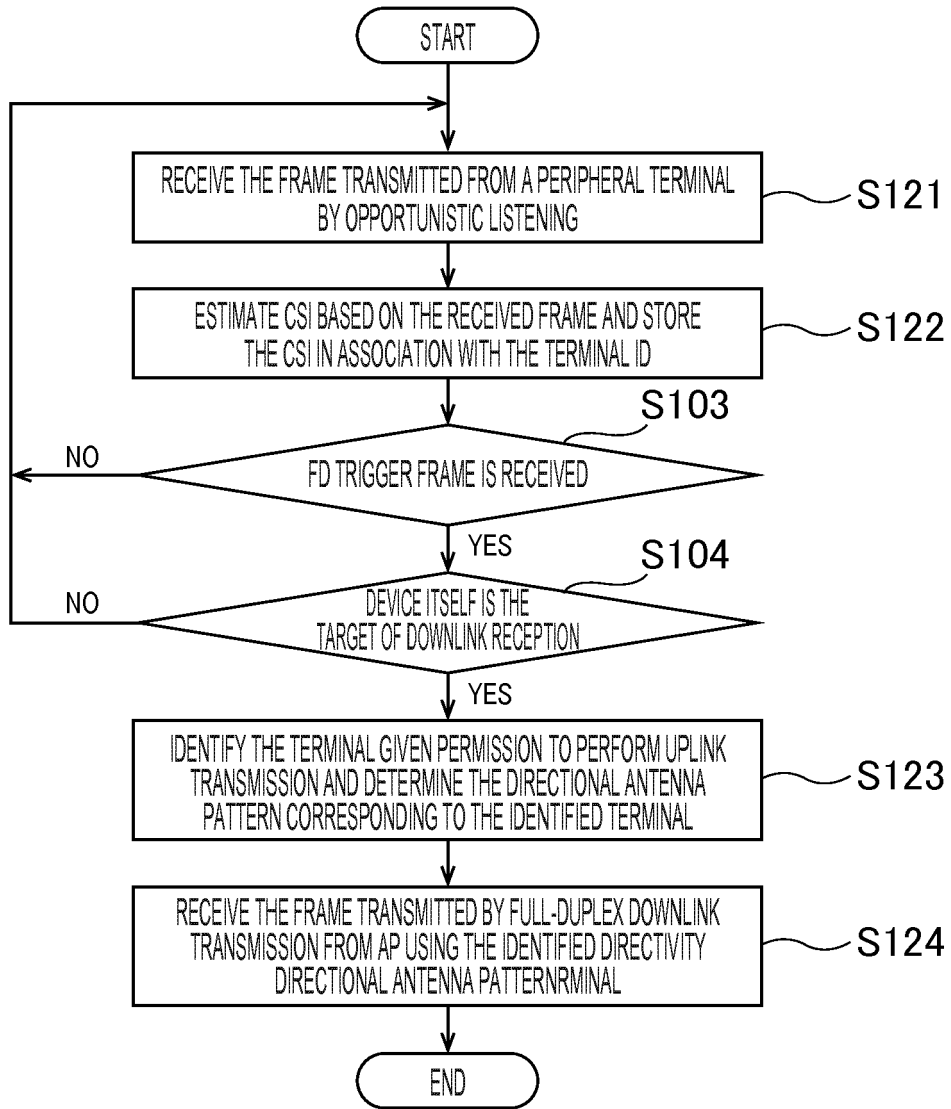 START
RECEIVE THE FRAME TRANSMITTED FROM A PERIPHERAL TERMINAL
BY OPPORTUNISTIC LISTENING
S121
ESTIMATE CSI BASED ON THE RECEIVED FRAME AND STORE
THE CSI IN ASSOCIATION WITH THE TERMINAL ID
S122
S103
NO
FD TRIGGER FRAME IS RECEIVED
YES
S104
NO
DEVICE ITSELF IS THE
TARGET OF DOWNLINK RECEPTION
YES
IDENTIFY THE TERMINAL GIVEN PERMISSION TO PERFORM UPLINK
TRANSMISSION AND DETERMINE THE DIRECTIONAL ANTENNA
PATTERN CORRESPONDING TO THE IDENTIFIED TERMINAL
S123
RECEIVE THE FRAME TRANSMITTED BY FULL-DUPLEX DOWNLINK
TRANSMISSION FROM AP USING THE IDENTIFIED DIRECTIVITY
DIRECTIONAL ANTENNA PATTERNRMINAL
S124
END